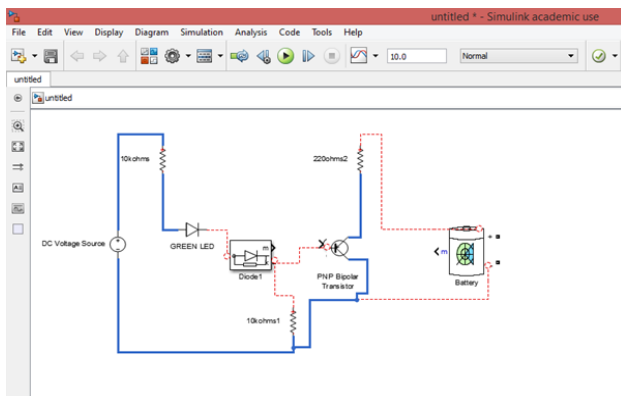 untitled * - Simulink academic use
File Edit View Display Diagram Simulation Analysis Code Tools Help
10.0 Normal
untitled
untitled
10kohms
220ohms2
DC Voltage Source
GREEN LED
m
Diode1
PNP Bipolar
Transistor
m
+
-
Battery
10kohms1